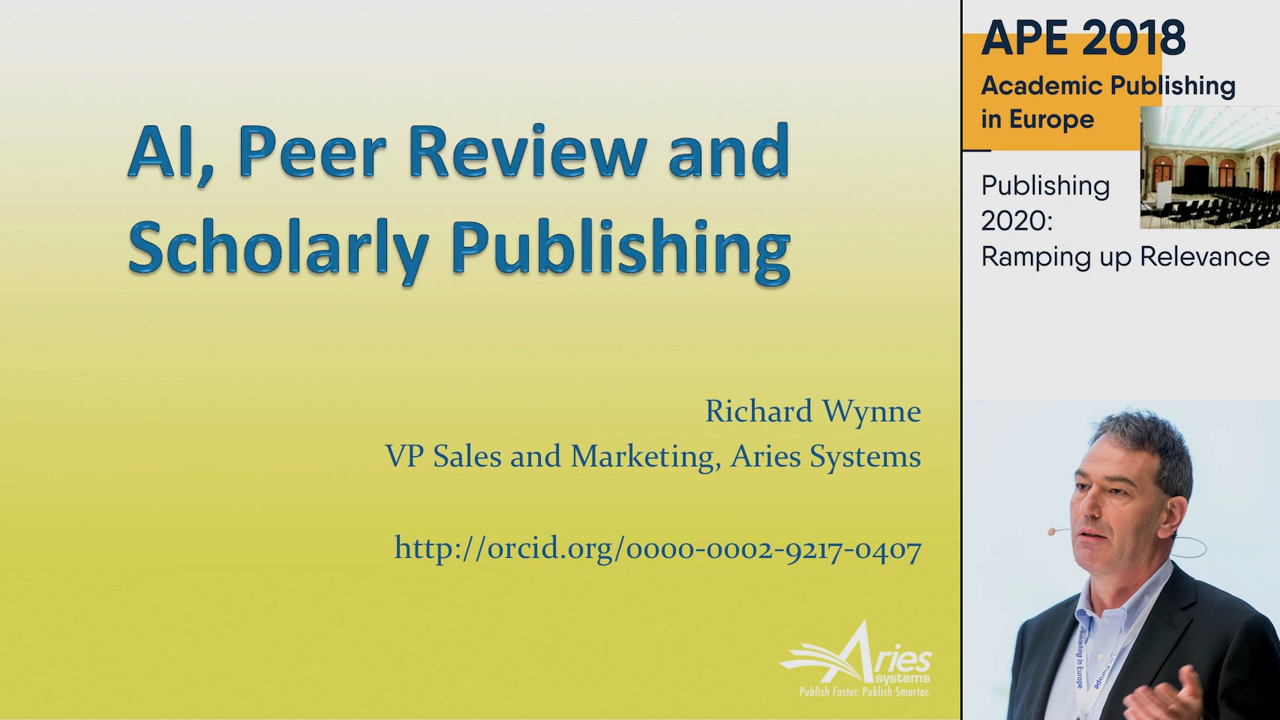 AI, Peer Review and
Scholarly Publishing
Richard Wynne
VP Sales and Marketing, Aries Systems
http://orcid.org/0000-0002-9217-0407
Aries
systems
Publish Faster. Publish Smarter.
APE 2018
Academic Publishing
in Europe
Publishing
2020:
Ramping up Relevance